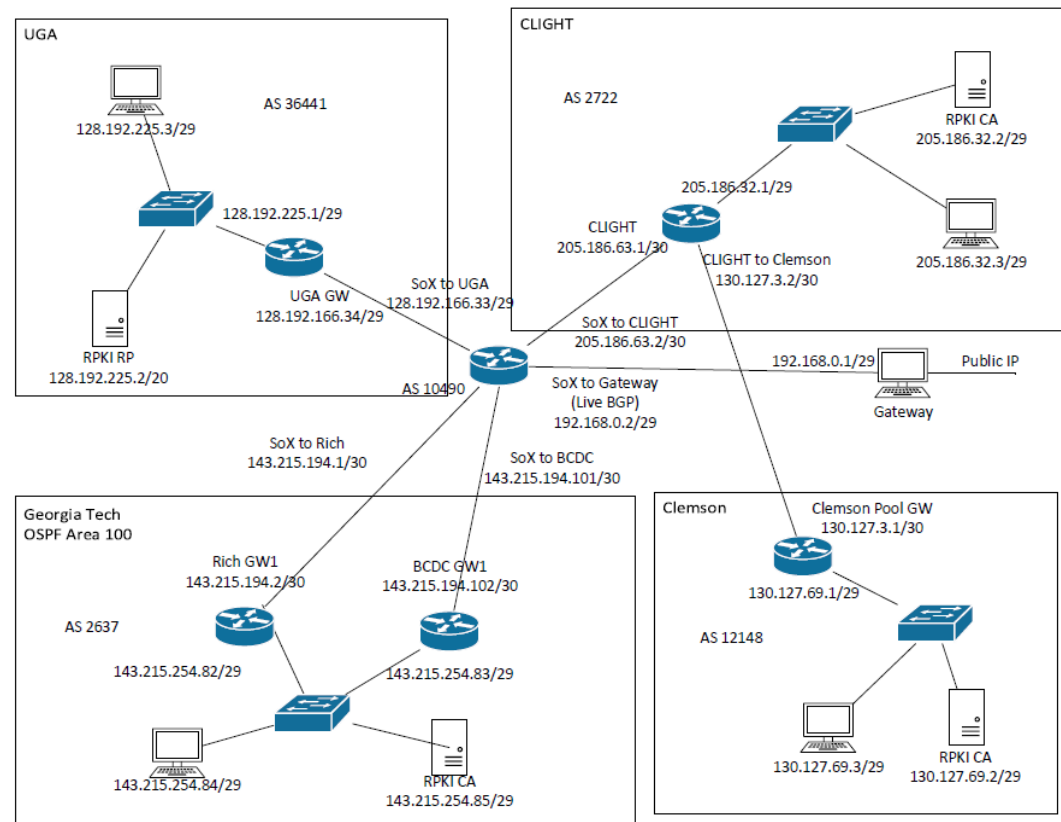 UGA
AS 36441
128.192.225.3/29
128.192.225.1/29
UGA GW
128.192.166.34/29
SoX to UGA
128.192.166.33/29
RPKI RP
128.192.225.2/20
CLIGHT
AS 2722
RPKI CA
205.186.32.2/29
205.186.32.1/29
CLIGHT
205.186.63.1/30
CLIGHT to Clemson
130.127.3.2/30
205.186.32.3/29
SoX to CLIGHT
205.186.63.2/30
AS 10490
SoX to Gateway
(Live BGP)
192.168.0.2/29
192.168.0.1/29
Public IP
Gateway
SoX to Rich
143.215.194.1/30
SoX to BCDC
143.215.194.101/30
Georgia Tech
OSPF Area 100
Rich GW1
143.215.194.2/30
BCDC GW1
143.215.194.102/30
AS 2637
143.215.254.82/29
143.215.254.83/29
143.215.254.84/29
RPKI CA
143.215.254.85/29
Clemson
Clemson Pool GW
130.127.3.1/30
130.127.69.1/29
AS 12148
130.127.69.3/29
RPKI CA
130.127.69.2/29